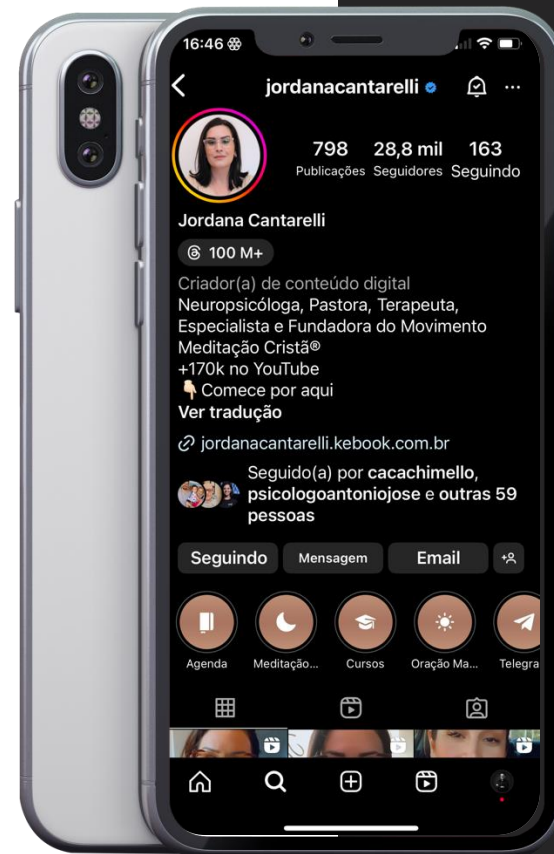 16:46
jordanacantarelli
798 28,8 mil 163
Publicações Seguidores Seguindo
Jordana Cantarelli
100 M+
Criador(a) de conteúdo digital
Neuropsicóloga, Pastora, Terapeuta,
Especialista e Fundadora do Movimento
Meditação Cristã®
+170k no YouTube
👇🏻Comece por aqui
Ver tradução
jordanacantarelli.kebook.com.br
Seguido(a) por cacachimello,
psicologoantoniojose e outras 59
pessoas
Seguindo Mensagem Email
Agenda Meditação... Cursos Oração Ma... Telegra